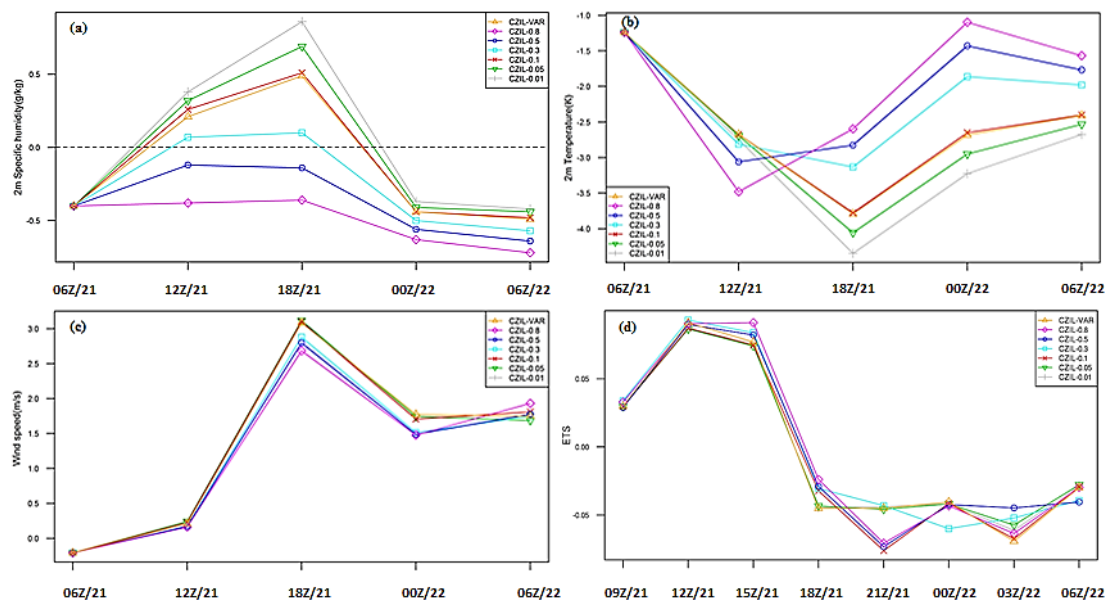 (a)
CZIL-VAR
CZIL-0.8
CZIL-0.5
CZIL-0.3
CZIL-0.1
CZIL-0.05
CZIL-0.01
2m Specific humidity(g/kg)
0.5
0.0
-0.5
06Z/21 12Z/21 18Z/21 00Z/22 06Z/22
(b)
2m Temperature(K)
-1.0
-1.5
-2.0
-2.5
-3.0
-3.5
-4.0
CZIL-VAR
CZIL-0.8
CZIL-0.5
CZIL-0.3
CZIL-0.1
CZIL-0.05
CZIL-0.01
06Z/21 12Z/21 18Z/21 00Z/22 06Z/22
(c)
CZIL-VAR
CZIL-0.8
CZIL-0.5
CZIL-0.3
CZIL-0.1
CZIL-0.05
CZIL-0.01
Wind speed(m/s)
3.0
2.5
2.0
1.5
1.0
0.5
0.0
06Z/21 12Z/21 18Z/21 00Z/22 06Z/22
(d)
CZIL-VAR
CZIL-0.8
CZIL-0.5
CZIL-0.3
CZIL-0.1
CZIL-0.05
CZIL-0.01
ETS
0.05
0.00
-0.05
09Z/21 12Z/21 15Z/21 18Z/21 21Z/21 00Z/22 03Z/22 06Z/22